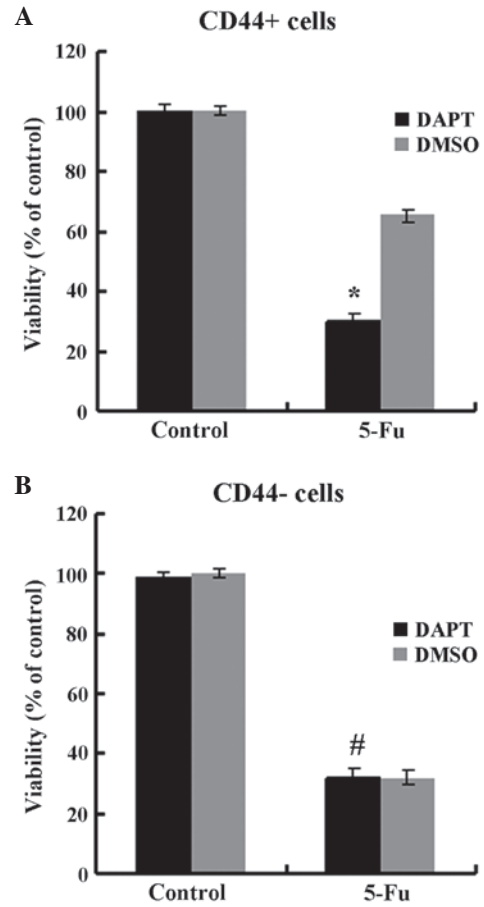 A
CD44+ cells
120
100
80
60
40
20
0
Viability (% of control)
DAPT
DMSO
*
Control
5-Fu
B
CD44- cells
120
100
80
60
40
20
0
Viability (% of control)
DAPT
DMSO
#
Control
5-Fu